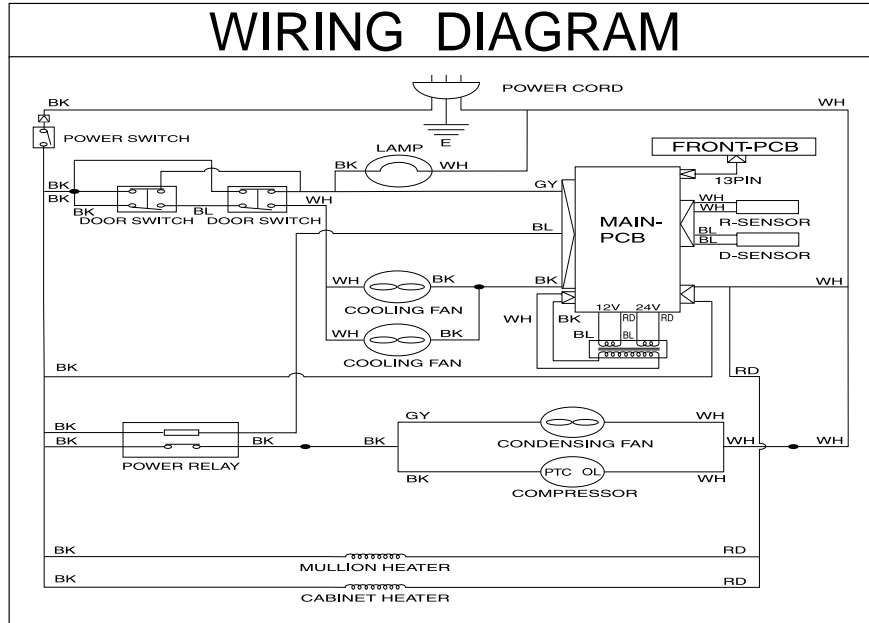 WIRING DIAGRAM
POWER CORD
BK
WH
E
POWER SWITCH
LAMP
BK
WH
FRONT-PCB
13PIN
BK
BK
BK
BL
WH
DOOR SWITCH
DOOR SWITCH
GY
BL
BK
MAIN-
PCB
WH
WH
R-SENSOR
BL
BL
D-SENSOR
WH
BK
COOLING FAN
WH
BK
COOLING FAN
WH
BK
12V
24V
RD
RD
BL
BL
WH
BK
RD
BK
BK
BK
POWER RELAY
BK
GY
WH
CONDENSING FAN
WH
WH
PTC OL
BK
WH
COMPRESSOR
BK
RD
MULLION HEATER
BK
RD
CABINET HEATER